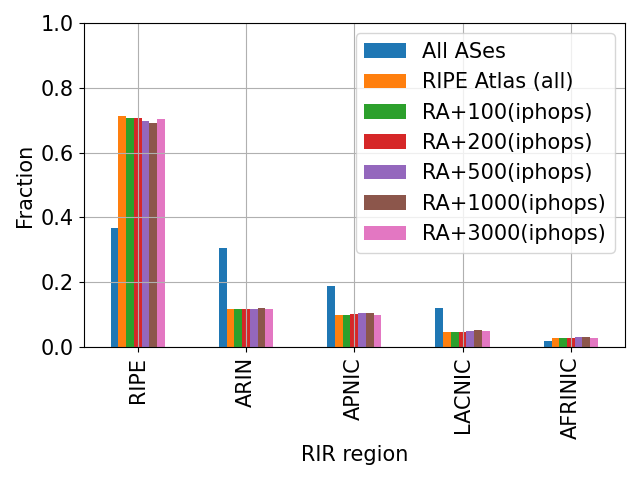 1.0
0.8
0.6
0.4
0.2
0.0
Fraction
All ASes
RIPE Atlas (all)
RA+100(iphops)
RA+200(iphops)
RA+500(iphops)
RA+1000(iphops)
RA+3000(iphops)
RIPE
ARIN
APNIC
LACNIC
AFRINIC
RIR region